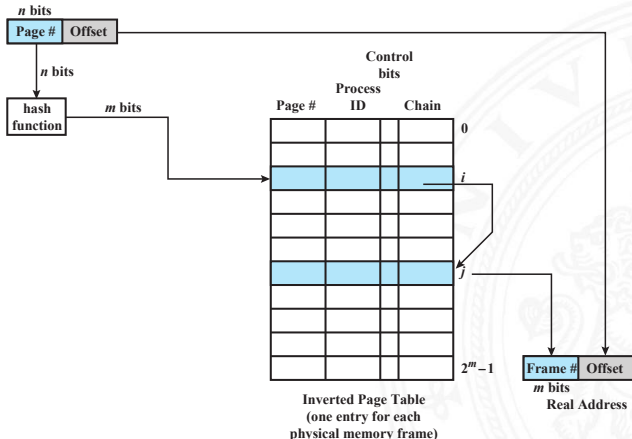 n bits
Page # Offset
n bits
hash
function
m bits
Control
bits
Process
Page # ID Chain
0
i
j
2^m – 1
Frame # Offset
m bits
Real Address
Inverted Page Table
(one entry for each
physical memory frame)